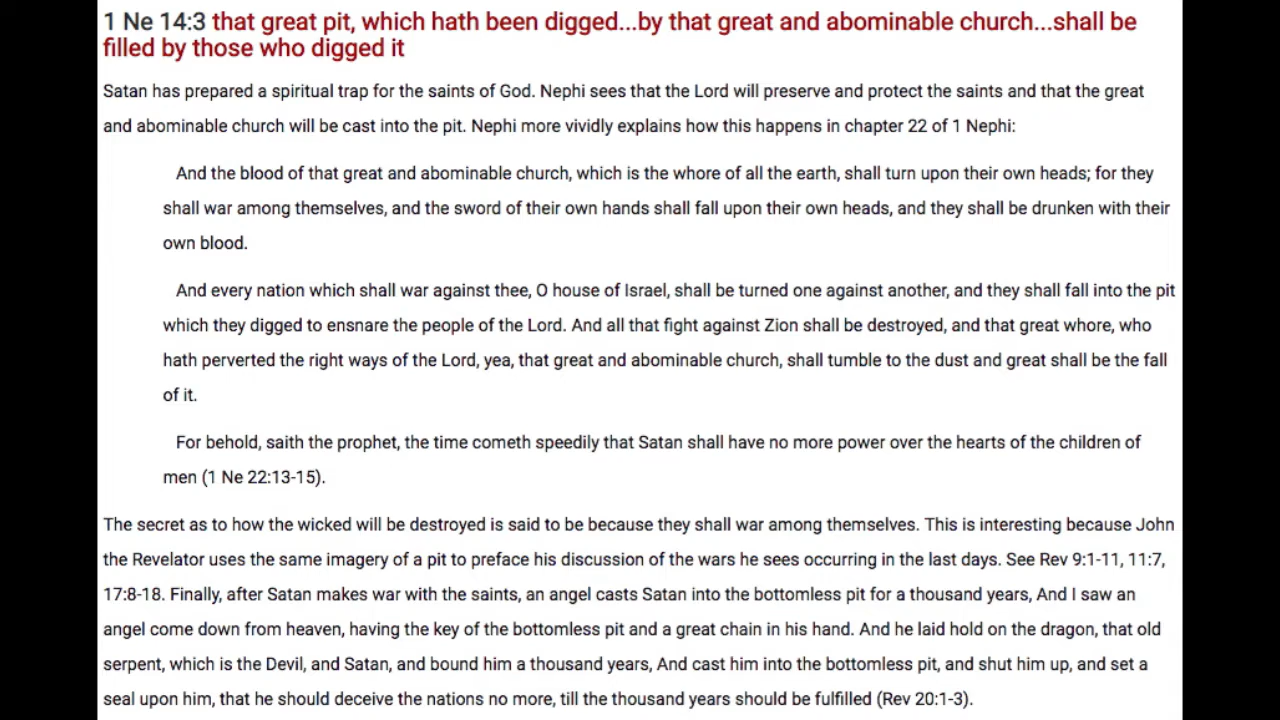 1 Ne 14:3 that great pit, which hath been digged...by that great and abominable church...shall be
filled by those who digged it
Satan has prepared a spiritual trap for the saints of God. Nephi sees that the Lord will preserve and protect the saints and that the great
and abominable church will be cast into the pit. Nephi more vividly explains how this happens in chapter 22 of 1 Nephi:
And the blood of that great and abominable church, which is the whore of all the earth, shall turn upon their own heads; for they
shall war among themselves, and the sword of their own hands shall fall upon their own heads, and they shall be drunken with their
own blood.
And every nation which shall war against thee, O house of Israel, shall be turned one against another, and they shall fall into the pit
which they digged to ensnare the people of the Lord. And all that fight against Zion shall be destroyed, and that great whore, who
hath perverted the right ways of the Lord, yea, that great and abominable church, shall tumble to the dust and great shall be the fall
of it.
For behold, saith the prophet, the time cometh speedily that Satan shall have no more power over the hearts of the children of
men (1 Ne 22:13-15).
The secret as to how the wicked will be destroyed is said to be because they shall war among themselves. This is interesting because John
the Revelator uses the same imagery of a pit to preface his discussion of the wars he sees occurring in the last days. See Rev 9:1-11, 11:7,
17:8-18. Finally, after Satan makes war with the saints, an angel casts Satan into the bottomless pit for a thousand years, And I saw an
angel come down from heaven, having the key of the bottomless pit and a great chain in his hand. And he laid hold on the dragon, that old
serpent, which is the Devil, and Satan, and bound him a thousand years, And cast him into the bottomless pit, and shut him up, and set a
seal upon him, that he should deceive the nations no more, till the thousand years should be fulfilled (Rev 20:1-3).